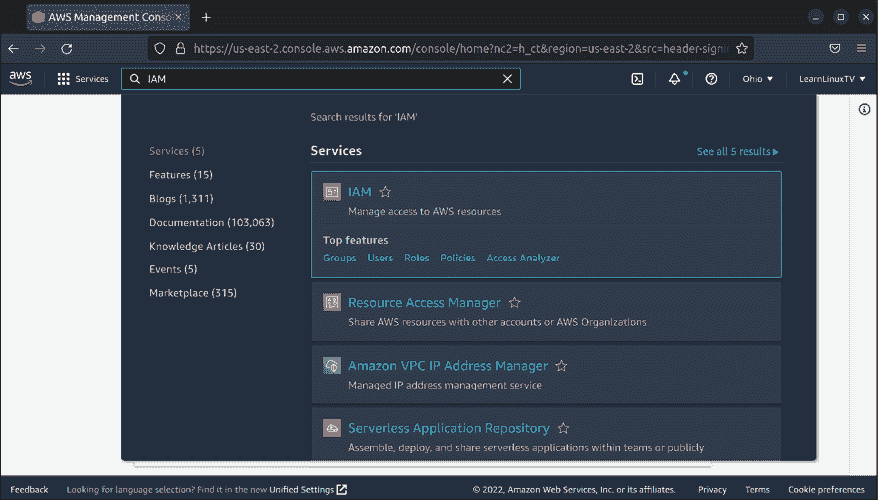 AWS Management Conso
https://us-east-2.console.aws.amazon.com/console/home?nc2=h_ct&region=us-east-2&src=header-signi
aws Services IAM Ohio LearnLinuxTV
Search results for 'IAM'
Services (5)
Features (15)
Blogs (1,311)
Documentation (103,063)
Knowledge Articles (30)
Events (5)
Marketplace (315)
Services See all 5 results
IAM
Manage access to AWS resources
Top features
Groups Users Roles Policies Access Analyzer
Resource Access Manager
Share AWS resources with other accounts or AWS Organizations
Amazon VPC IP Address Manager
Managed IP address management service
Serverless Application Repository
Assemble, deploy, and share serverless applications within teams or publicly
Feedback Looking for language selection? Find it in the new Unified Settings © 2022, Amazon Web Services, Inc. or its affiliates. Privacy Terms Cookie preferences